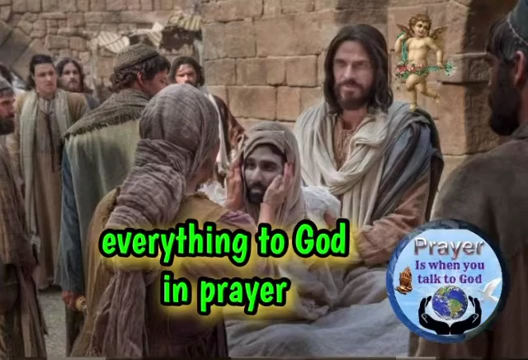 everything to God
in prayer
Prayer
Is when you
talk to God